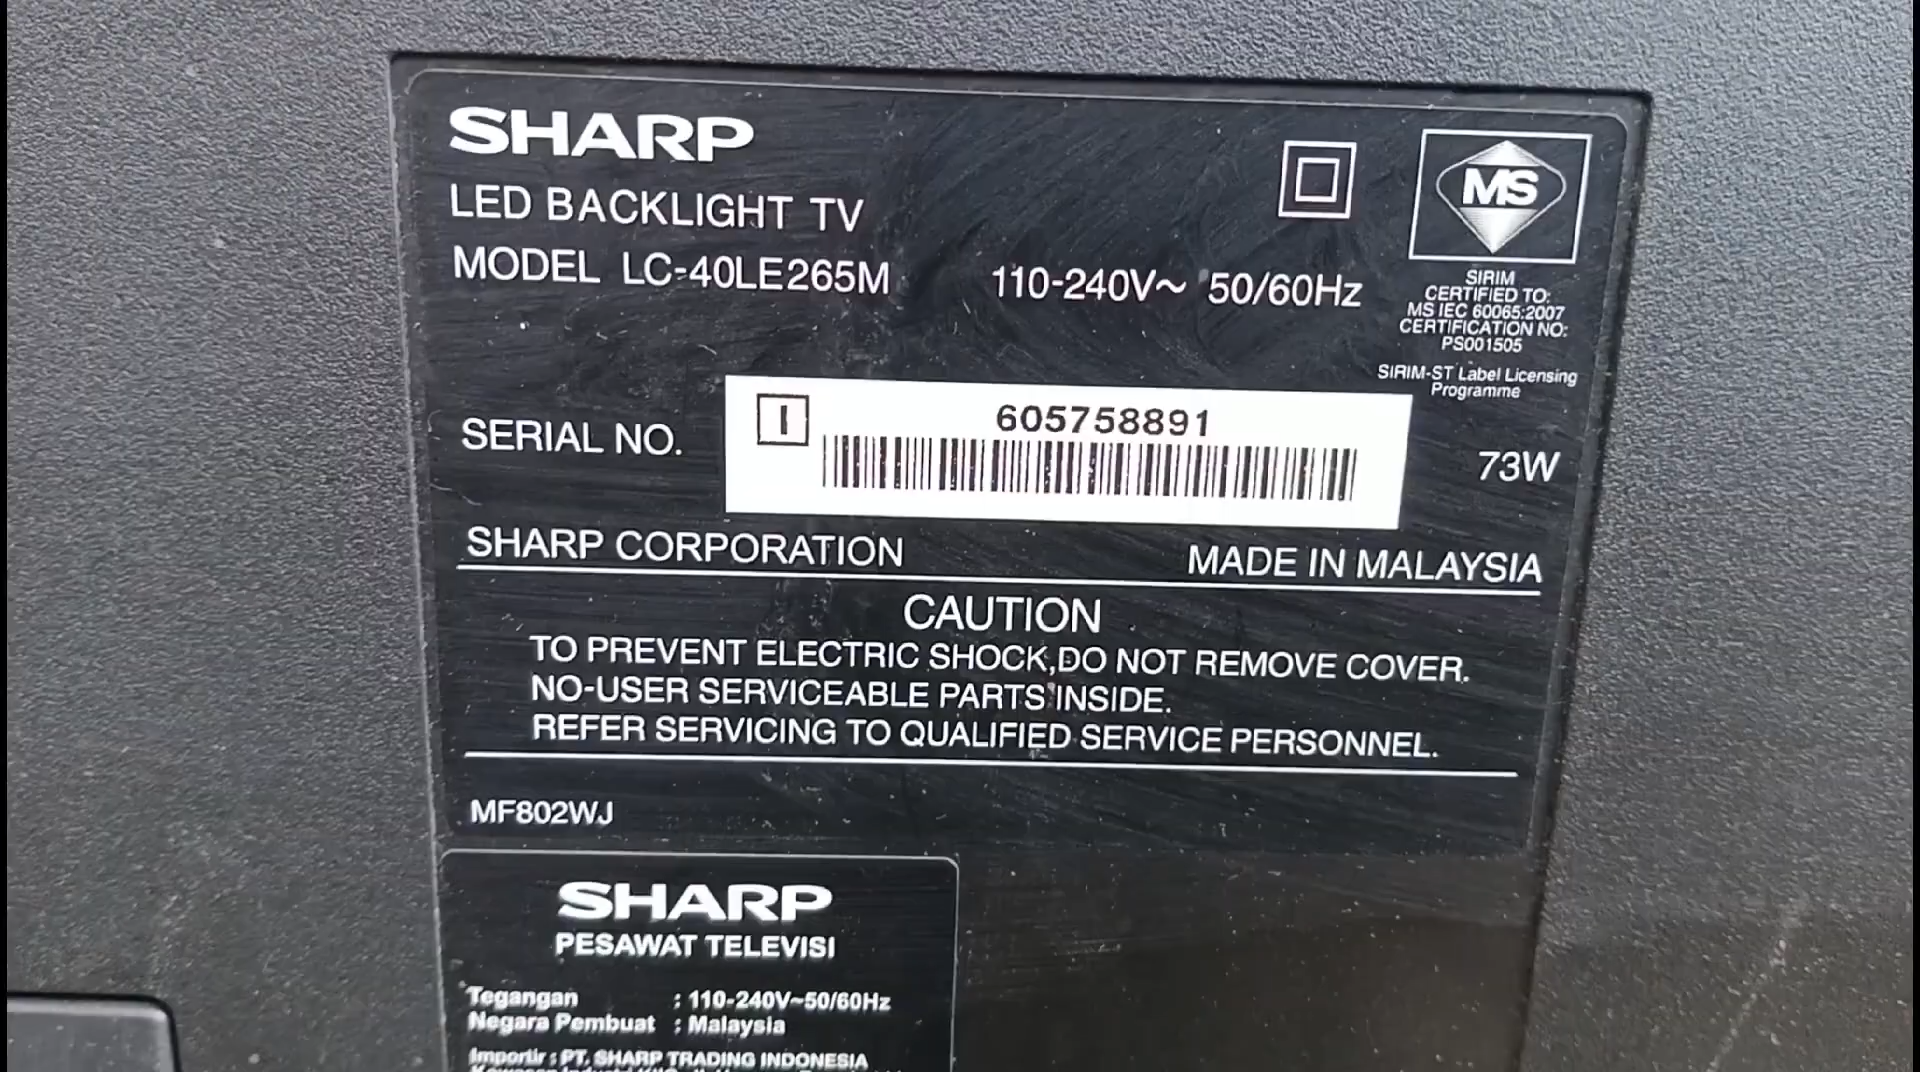 SHARP
LED BACKLIGHT TV
MODEL LC-40LE265M 110-240V~ 50/60Hz
MS
SIRIM
CERTIFIED TO:
MS IEC 60065:2007
CERTIFICATION NO:
PS001505
SIRIM-ST Label Licensing
Programme
I 605758891
SERIAL NO. 73W
SHARP CORPORATION MADE IN MALAYSIA
CAUTION
TO PREVENT ELECTRIC SHOCK,DO NOT REMOVE COVER.
NO-USER SERVICEABLE PARTS INSIDE.
REFER SERVICING TO QUALIFIED SERVICE PERSONNEL.
MF802WJ
SHARP
PESAWAT TELEVISI
Tegangan : 110-240V~50/60Hz
Negara Pembuat : Malaysia
Importir : PT. SHARP TRADING INDONESIA